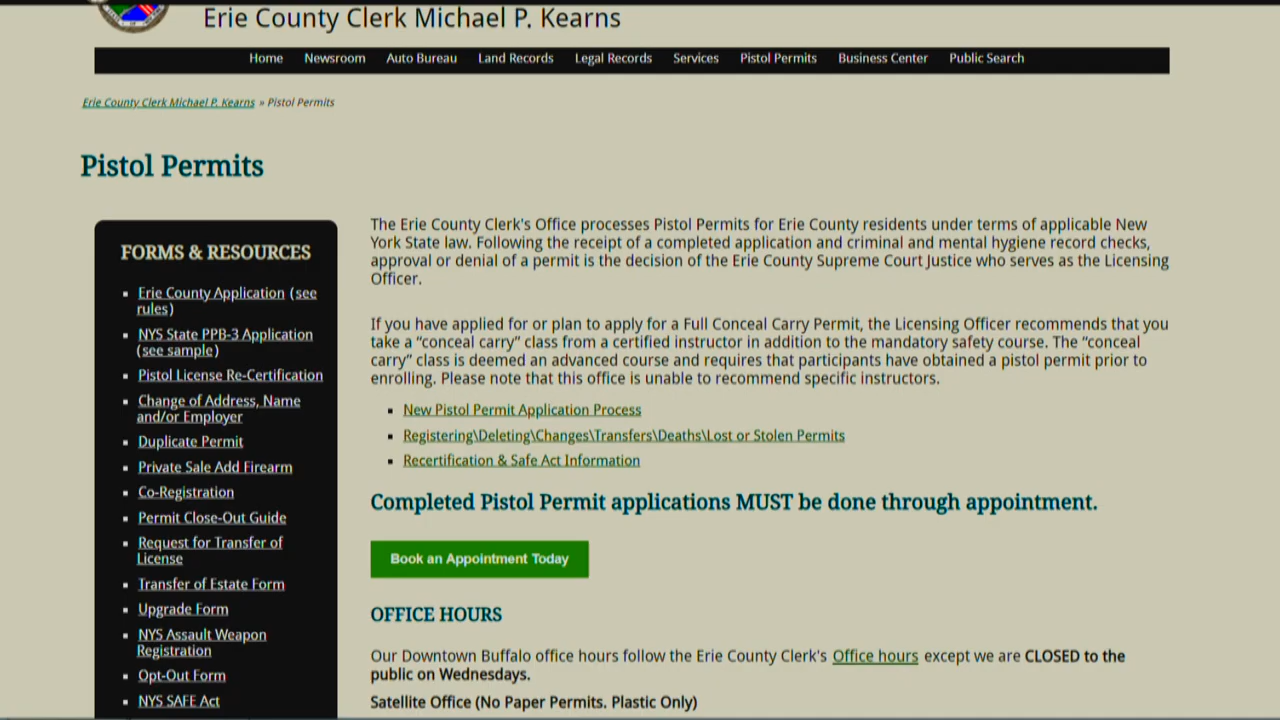 Erie County Clerk Michael P. Kearns
Home Newsroom Auto Bureau Land Records Legal Records Services Pistol Permits Business Center Public Search
Erie County Clerk Michael P. Kearns » Pistol Permits
Pistol Permits
FORMS & RESOURCES
Erie County Application (see
rules)
NYS State PPB-3 Application
(see sample)
Pistol License Re-Certification
Change of Address, Name
and/or Employer
Duplicate Permit
Private Sale Add Firearm
Co-Registration
Permit Close-Out Guide
Request for Transfer of
License
Transfer of Estate Form
Upgrade Form
NYS Assault Weapon
Registration
Opt-Out Form
NYS SAFE Act
The Erie County Clerk's Office processes Pistol Permits for Erie County residents under terms of applicable New
York State law. Following the receipt of a completed application and criminal and mental hygiene record checks,
approval or denial of a permit is the decision of the Erie County Supreme Court Justice who serves as the Licensing
Officer.
If you have applied for or plan to apply for a Full Conceal Carry Permit, the Licensing Officer recommends that you
take a “conceal carry” class from a certified instructor in addition to the mandatory safety course. The “conceal
carry” class is deemed an advanced course and requires that participants have obtained a pistol permit prior to
enrolling. Please note that this office is unable to recommend specific instructors.
New Pistol Permit Application Process
Registering\Deleting\Changes\Transfers\Deaths\Lost or Stolen Permits
Recertification & Safe Act Information
Completed Pistol Permit applications MUST be done through appointment.
Book an Appointment Today
OFFICE HOURS
Our Downtown Buffalo office hours follow the Erie County Clerk's Office hours except we are CLOSED to the
public on Wednesdays.
Satellite Office (No Paper Permits. Plastic Only)